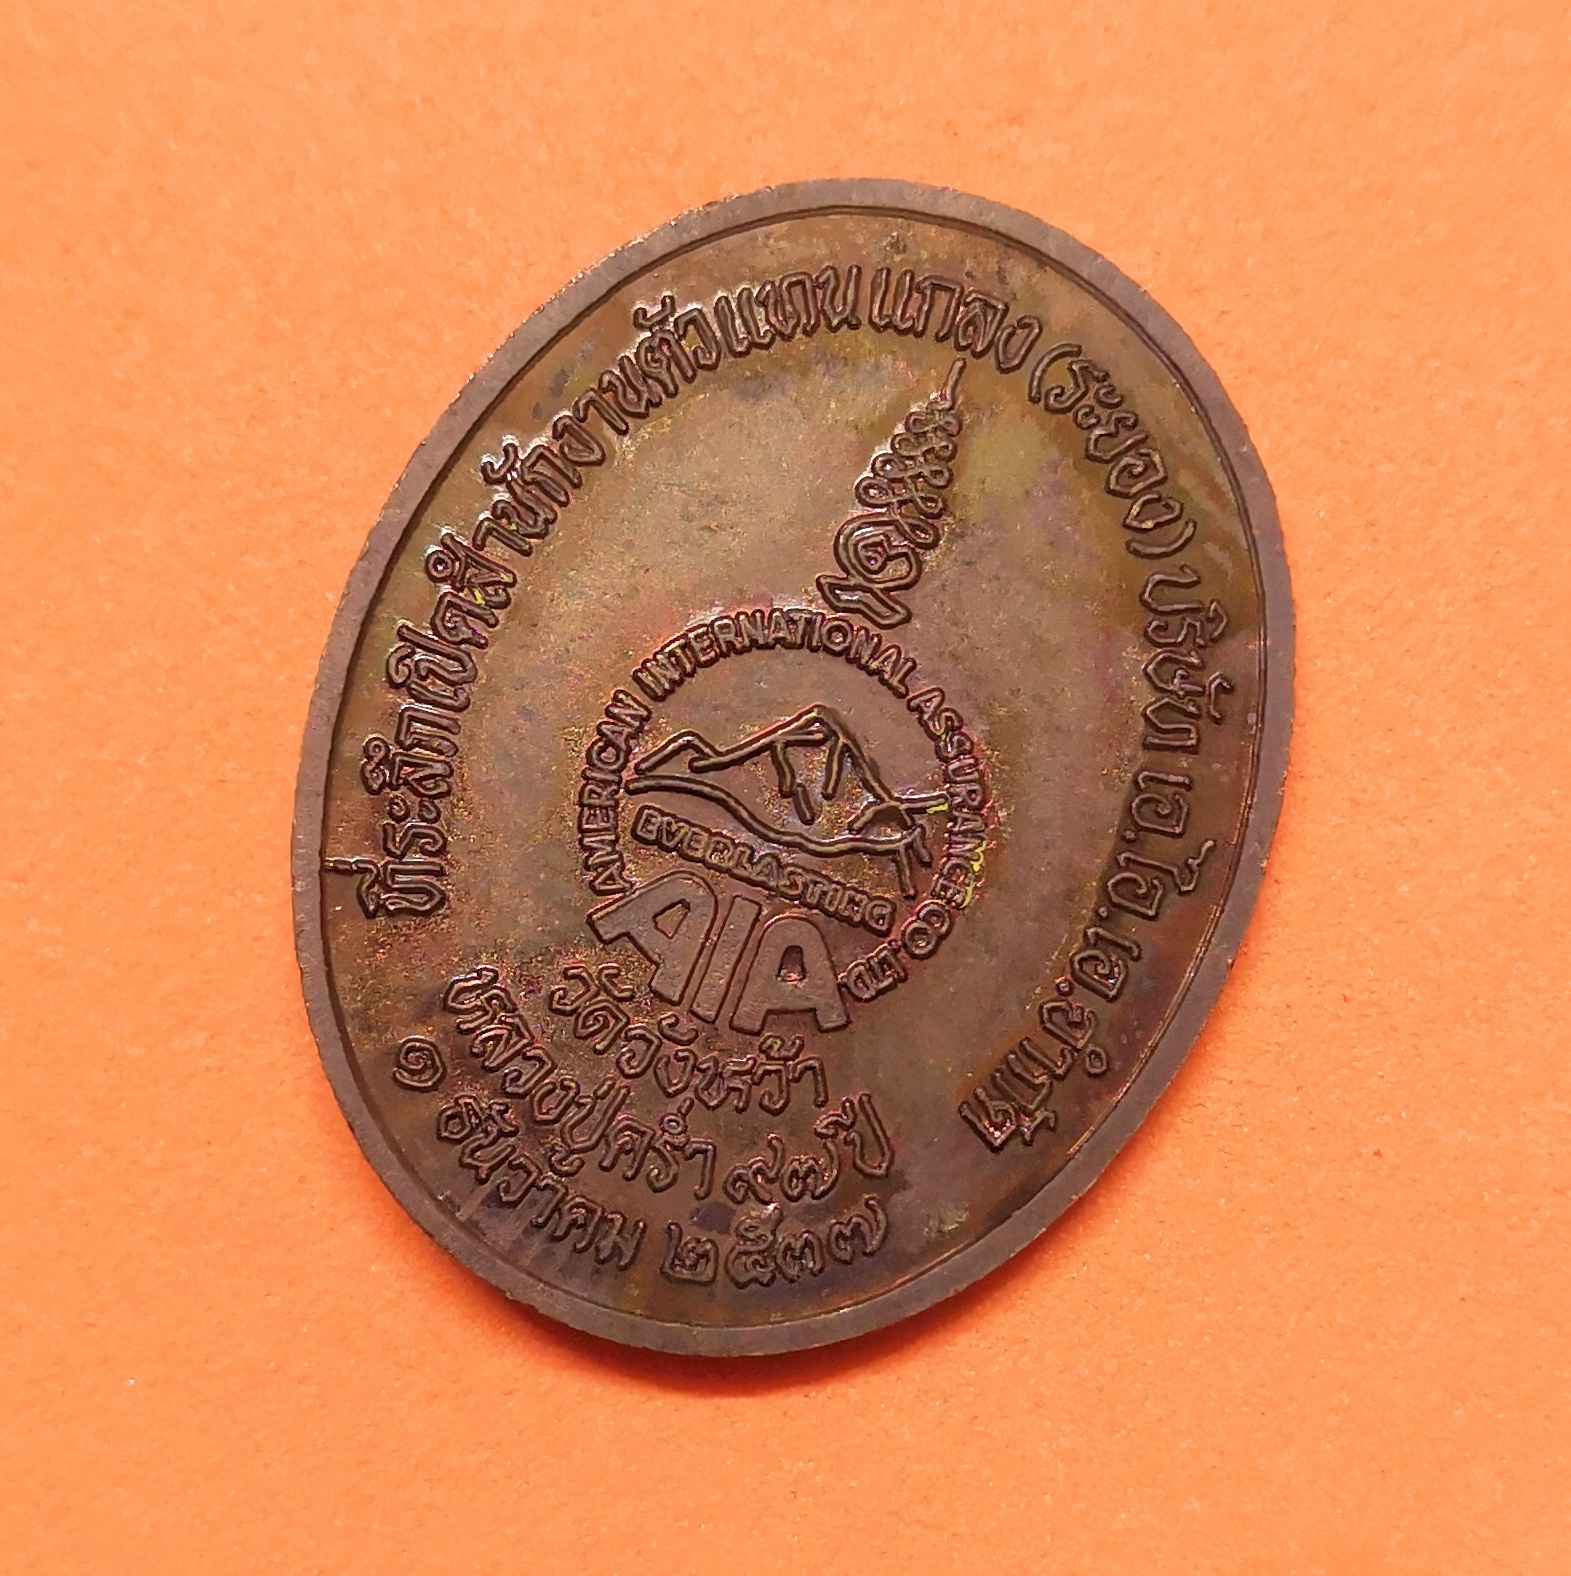 ที่ระลึกเปิดสำนักงานตัวแทนแกลง (ระยอง) บริษัท เอ.ไอ.เอ.จำกัด
AMERICAN INTERNATIONAL ASSURANCE CO. LTD.
EVERLASTING
AIA
วัดวังหว้า
หลวงปู่คร่ำ ๙๗ ปี
๑ ธันวาคม ๒๕๓๗